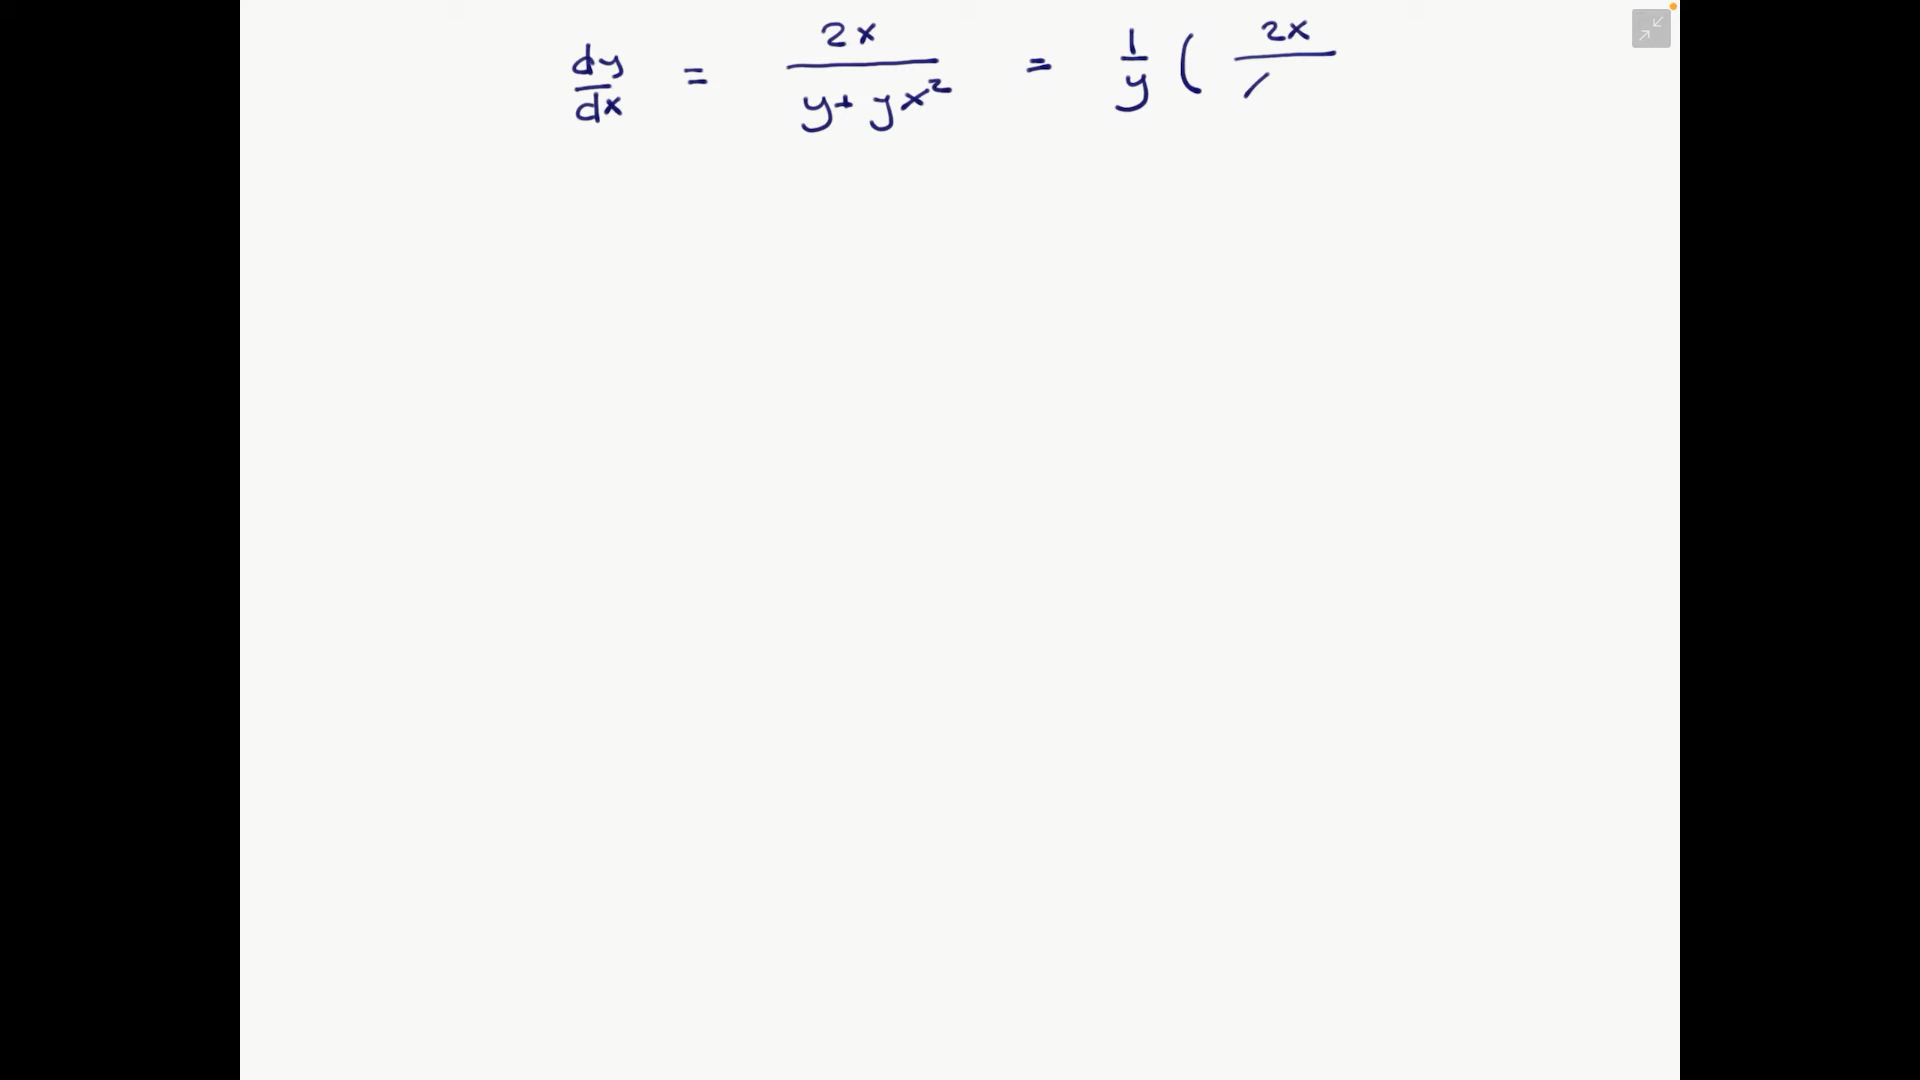 dy/dx = 2x/(y + yx²) = 1/y ( 2x/